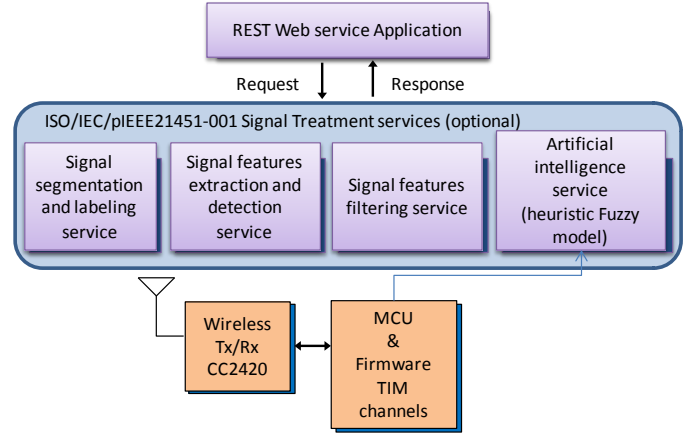 REST Web service Application
Request
Response
ISO/IEC/pIEEE21451-001 Signal Treatment services (optional)
Signal
segmentation
and labeling
service
Signal features
extraction and
detection
service
Signal features
filtering service
Artificial
intelligence
service
(heuristic Fuzzy
model)
Wireless
Tx/Rx
CC2420
MCU
&
Firmware
TIM
channels